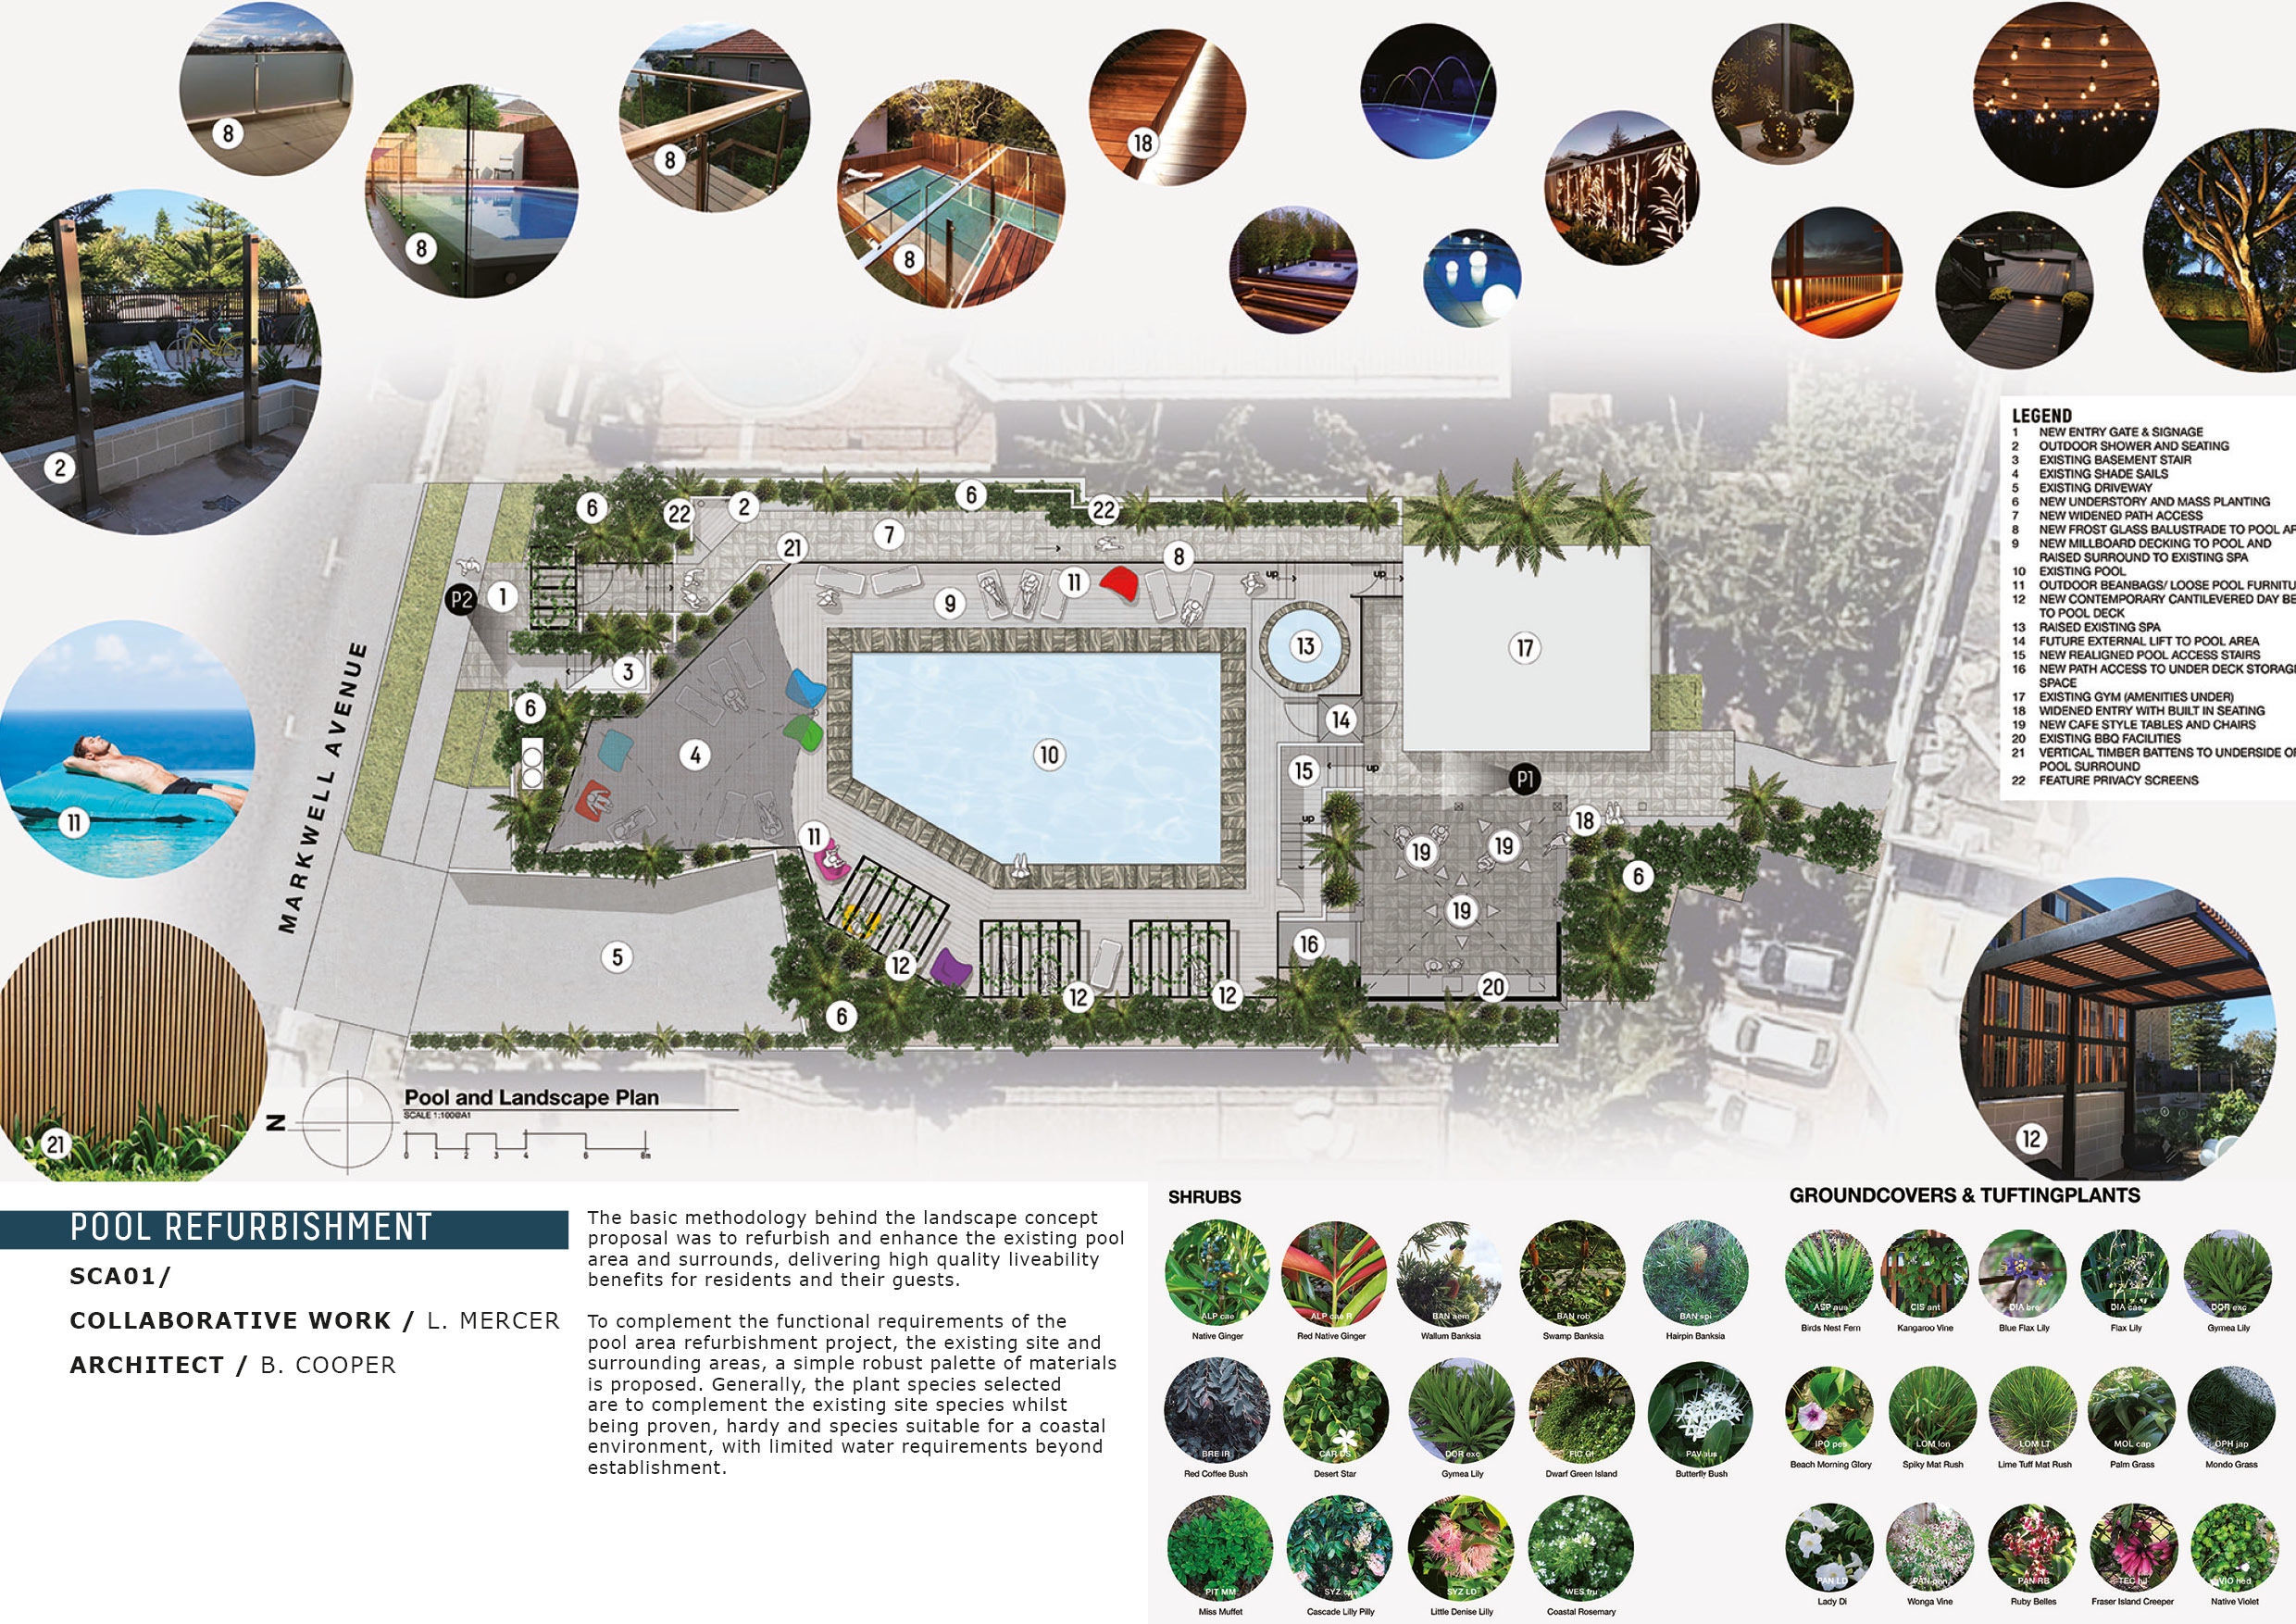 8
8
8
8
18
2
LEGEND
1 NEW ENTRY GATE & SIGNAGE
2 OUTDOOR SHOWER AND SEATING
3 EXISTING BASEMENT STAIR
4 EXISTING SHADE SAILS
5 EXISTING DRIVEWAY
6 NEW UNDERSTORY AND MASS PLANTING
7 NEW WIDENED PATH ACCESS
8 NEW FROST GLASS BALUSTRADE TO POOL AR
9 NEW MILLBOARD DECKING TO POOL AND
RAISED SURROUND TO EXISTING SPA
10 EXISTING POOL
11 OUTDOOR BEANBAGS/ LOOSE POOL FURNITU
12 NEW CONTEMPORARY CANTILEVERED DAY BE
TO POOL DECK
13 RAISED EXISTING SPA
14 FUTURE EXTERNAL LIFT TO POOL AREA
15 NEW REALIGNED POOL ACCESS STAIRS
16 NEW PATH ACCESS TO UNDER DECK STORAGE
SPACE
17 EXISTING GYM (AMENITIES UNDER)
18 WIDENED ENTRY WITH BUILT IN SEATING
19 NEW CAFE STYLE TABLES AND CHAIRS
20 EXISTING BBQ FACILITIES
21 VERTICAL TIMBER BATTENS TO UNDERSIDE OF
POOL SURROUND
22 FEATURE PRIVACY SCREENS
6 22 2 6 22
21 7 8
P2 1 9 11 up up
3 13 17
6 4 10 14
15 up P1
11 11 up 18
19 19 6
19
5 12 16
12 12 20
6
MARKWELL AVENUE
21
12
N
Pool and Landscape Plan
SCALE 1:100@A1
0 1 2 3 4 6 8m
POOL REFURBISHMENT
SCA01/
COLLABORATIVE WORK / L. MERCER
ARCHITECT / B. COOPER
The basic methodology behind the landscape concept
proposal was to refurbish and enhance the existing pool
area and surrounds, delivering high quality liveability
benefits for residents and their guests.
To complement the functional requirements of the
pool area refurbishment project, the existing site and
surrounding areas, a simple robust palette of materials
is proposed. Generally, the plant species selected
are to complement the existing site species whilst
being proven, hardy and species suitable for a coastal
environment, with limited water requirements beyond
establishment.
SHRUBS
ALP cae ALP cae R BAN aem BAN rob BAN spi
Native Ginger Red Native Ginger Wallum Banksia Swamp Banksia Hairpin Banksia
BRE IR CAR DS DOR exc FIC GI PAV aus
Red Coffee Bush Desert Star Gymea Lily Dwarf Green Island Butterfly Bush
PIT MM SYZ cas SYZ LD WES fru
Miss Muffet Cascade Lilly Pilly Little Denise Lilly Coastal Rosemary
GROUNDCOVERS & TUFTINGPLANTS
ASP aus CIS ant DIA bre DIA cae DOR exc
Birds Nest Fern Kangaroo Vine Blue Flax Lily Flax Lily Gymea Lily
IPO pes LOM lon LOM LT MOL cap OPH jap
Beach Morning Glory Spiky Mat Rush Lime Tuff Mat Rush Palm Grass Mondo Grass
PAN LD PAN pan PAN RB VIO hed
Lady Di Wonga Vine Ruby Belles Fraser Island Creeper Native Violet